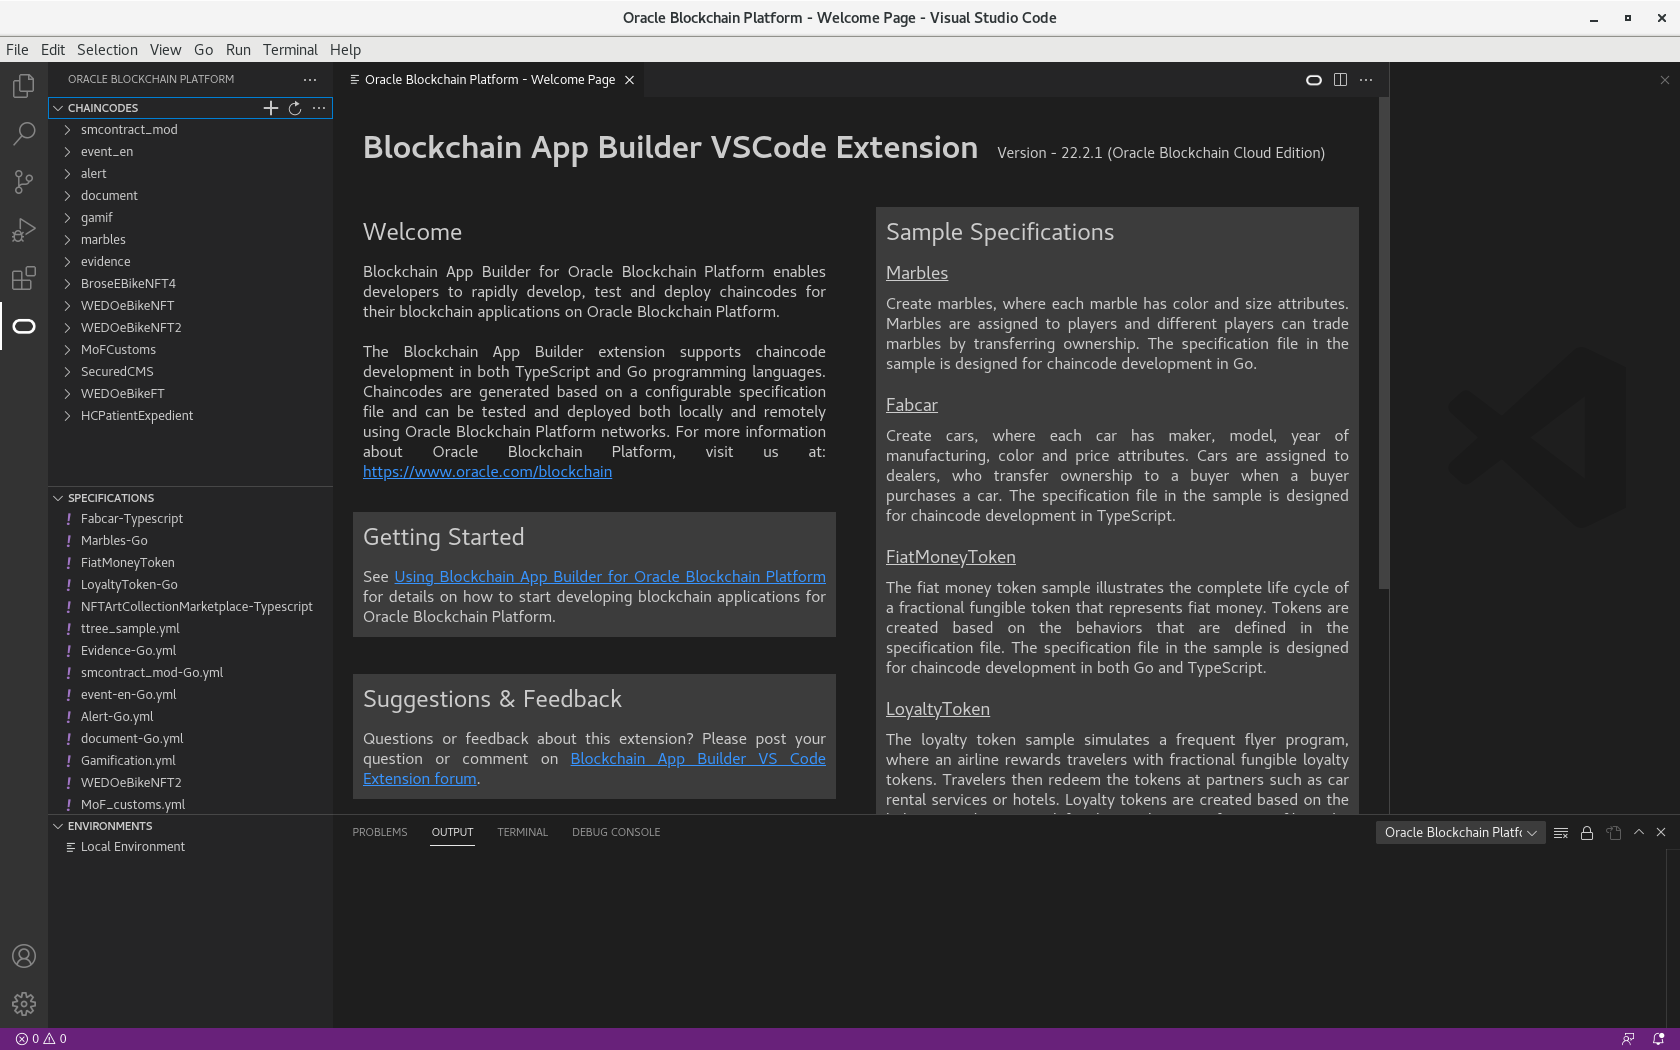 Oracle Blockchain Platform - Welcome Page - Visual Studio Code
File Edit Selection View Go Run Terminal Help
ORACLE BLOCKCHAIN PLATFORM
CHAINCODES
smcontract_mod
event_en
alert
document
gamif
marbles
evidence
BroseEBikeNFT4
WEDOeBikeNFT
WEDOeBikeNFT2
MoFCustoms
SecuredCMS
WEDOeBikeFT
HCPatientExpedient
SPECIFICATIONS
Fabcar-Typescript
Marbles-Go
FiatMoneyToken
LoyaltyToken-Go
NFTArtCollectionMarketplace-Typescript
ttree_sample.yml
Evidence-Go.yml
smcontract_mod-Go.yml
event-en-Go.yml
Alert-Go.yml
document-Go.yml
Gamification.yml
WEDOeBikeNFT2
MoF_customs.yml
ENVIRONMENTS
Local Environment
Oracle Blockchain Platform - Welcome Page
Blockchain App Builder VSCode Extension Version - 22.2.1 (Oracle Blockchain Cloud Edition)
Welcome
Blockchain App Builder for Oracle Blockchain Platform enables
developers to rapidly develop, test and deploy chaincodes for
their blockchain applications on Oracle Blockchain Platform.
The Blockchain App Builder extension supports chaincode
development in both TypeScript and Go programming languages.
Chaincodes are generated based on a configurable specification
file and can be tested and deployed both locally and remotely
using Oracle Blockchain Platform networks. For more information
about Oracle Blockchain Platform, visit us at:
https://www.oracle.com/blockchain
Getting Started
See Using Blockchain App Builder for Oracle Blockchain Platform
for details on how to start developing blockchain applications for
Oracle Blockchain Platform.
Suggestions & Feedback
Questions or feedback about this extension? Please post your
question or comment on Blockchain App Builder VS Code
Extension forum.
Sample Specifications
Marbles
Create marbles, where each marble has color and size attributes.
Marbles are assigned to players and different players can trade
marbles by transferring ownership. The specification file in the
sample is designed for chaincode development in Go.
Fabcar
Create cars, where each car has maker, model, year of
manufacturing, color and price attributes. Cars are assigned to
dealers, who transfer ownership to a buyer when a buyer
purchases a car. The specification file in the sample is designed
for chaincode development in TypeScript.
FiatMoneyToken
The fiat money token sample illustrates the complete life cycle of
a fractional fungible token that represents fiat money. Tokens are
created based on the behaviors that are defined in the
specification file. The specification file in the sample is designed
for chaincode development in both Go and TypeScript.
LoyaltyToken
The loyalty token sample simulates a frequent flyer program,
where an airline rewards travelers with fractional fungible loyalty
tokens. Travelers then redeem the tokens at partners such as car
rental services or hotels. Loyalty tokens are created based on the
PROBLEMS OUTPUT TERMINAL DEBUG CONSOLE
Oracle Blockchain Platf
0 0